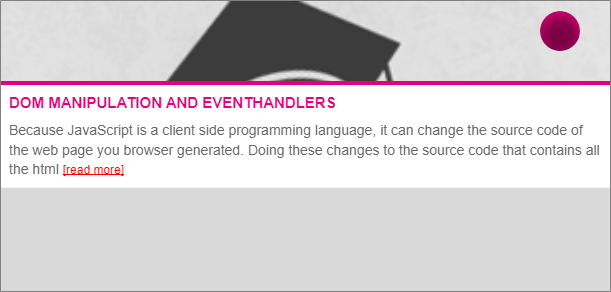 DOM MANIPULATION AND EVENTHANDLERS
Because JavaScript is a client side programming language, it can change the source code of
the web page you browser generated. Doing these changes to the source code that contains all
the html [read more]